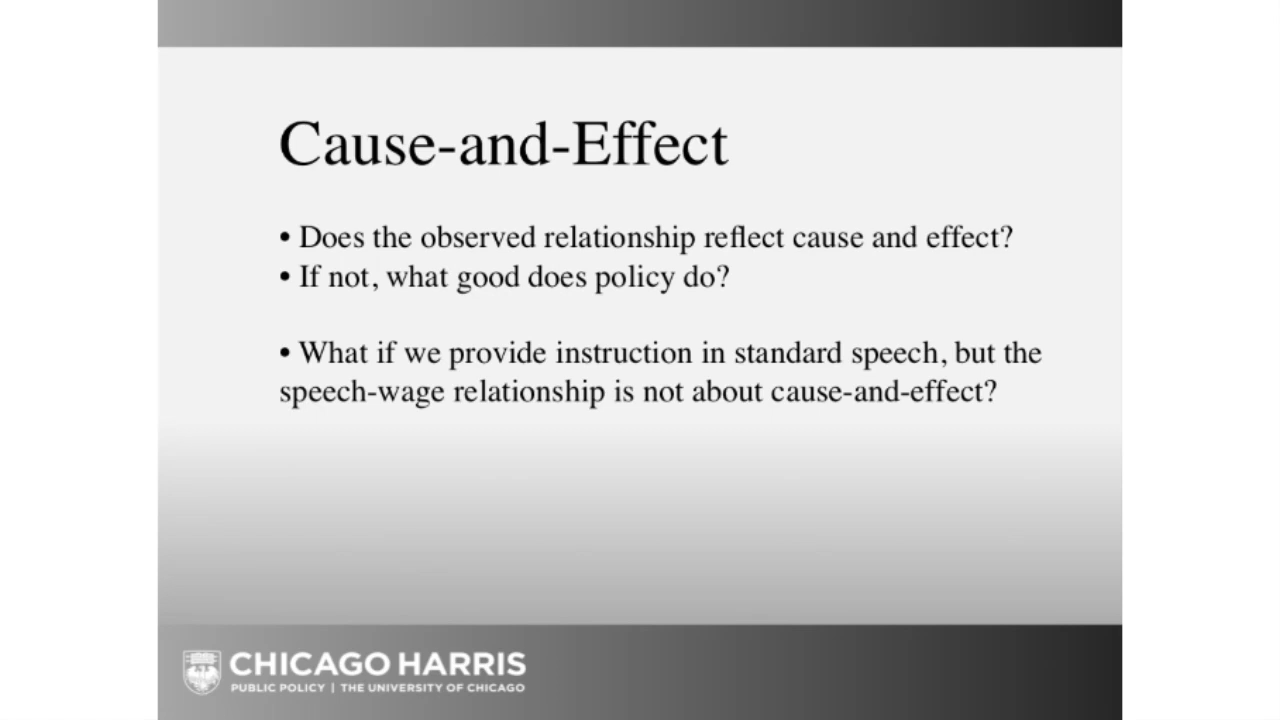 Cause-and-Effect
• Does the observed relationship reflect cause and effect?
• If not, what good does policy do?
• What if we provide instruction in standard speech, but the
speech-wage relationship is not about cause-and-effect?
CHICAGO HARRIS
PUBLIC POLICY | THE UNIVERSITY OF CHICAGO